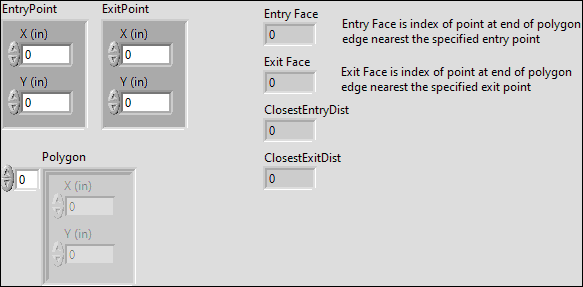 EntryPoint
X (in)
0
Y (in)
0
ExitPoint
X (in)
0
Y (in)
0
Entry Face
0
Entry Face is index of point at end of polygon
edge nearest the specified entry point
Exit Face
0
Exit Face is index of point at end of polygon
edge nearest the specified exit point
ClosestEntryDist
0
ClosestExitDist
0
Polygon
0
X (in)
0
Y (in)
0